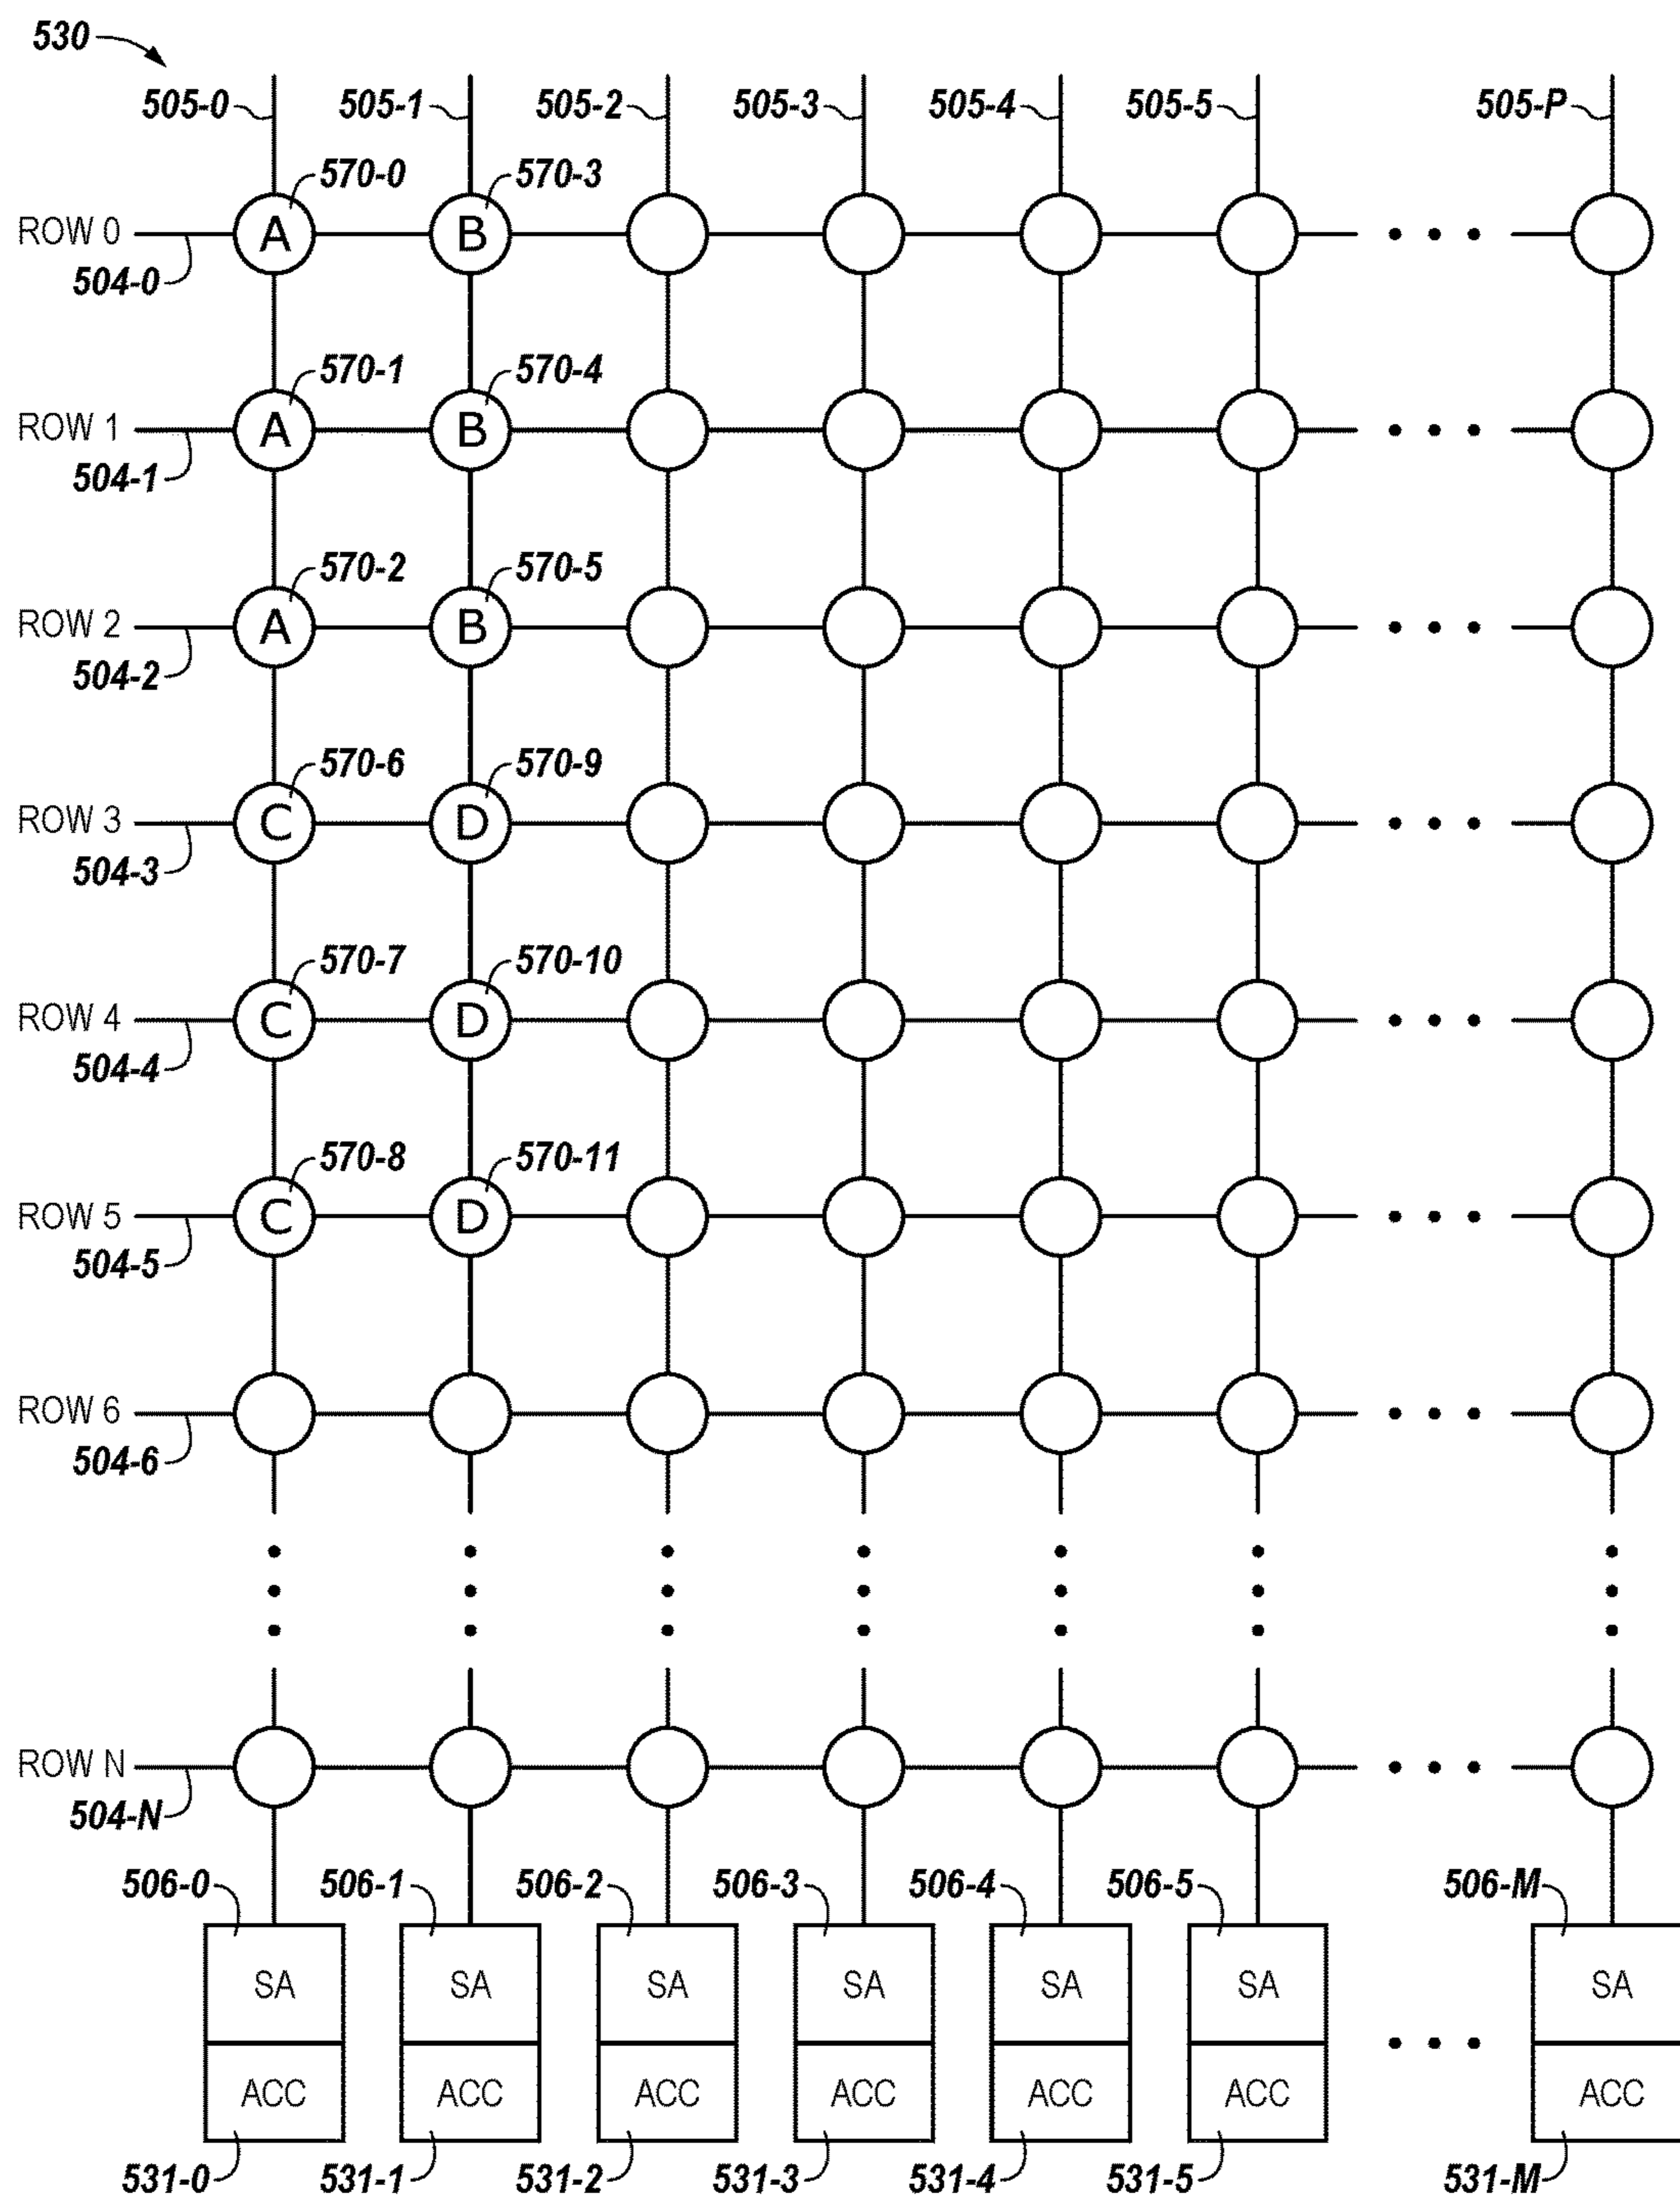 530
505-0 505-1 505-2 505-3 505-4 505-5 505-P
570-0 570-3
ROW 0 A B
504-0
570-1 570-4
ROW 1 A B
504-1
570-2 570-5
ROW 2 A B
504-2
570-6 570-9
ROW 3 C D
504-3
570-7 570-10
ROW 4 C D
504-4
570-8 570-11
ROW 5 C D
504-5
ROW 6
504-6
ROW N
504-N
506-0 506-1 506-2 506-3 506-4 506-5 506-M
SA SA SA SA SA SA SA
ACC ACC ACC ACC ACC ACC ACC
531-0 531-1 531-2 531-3 531-4 531-5 531-M